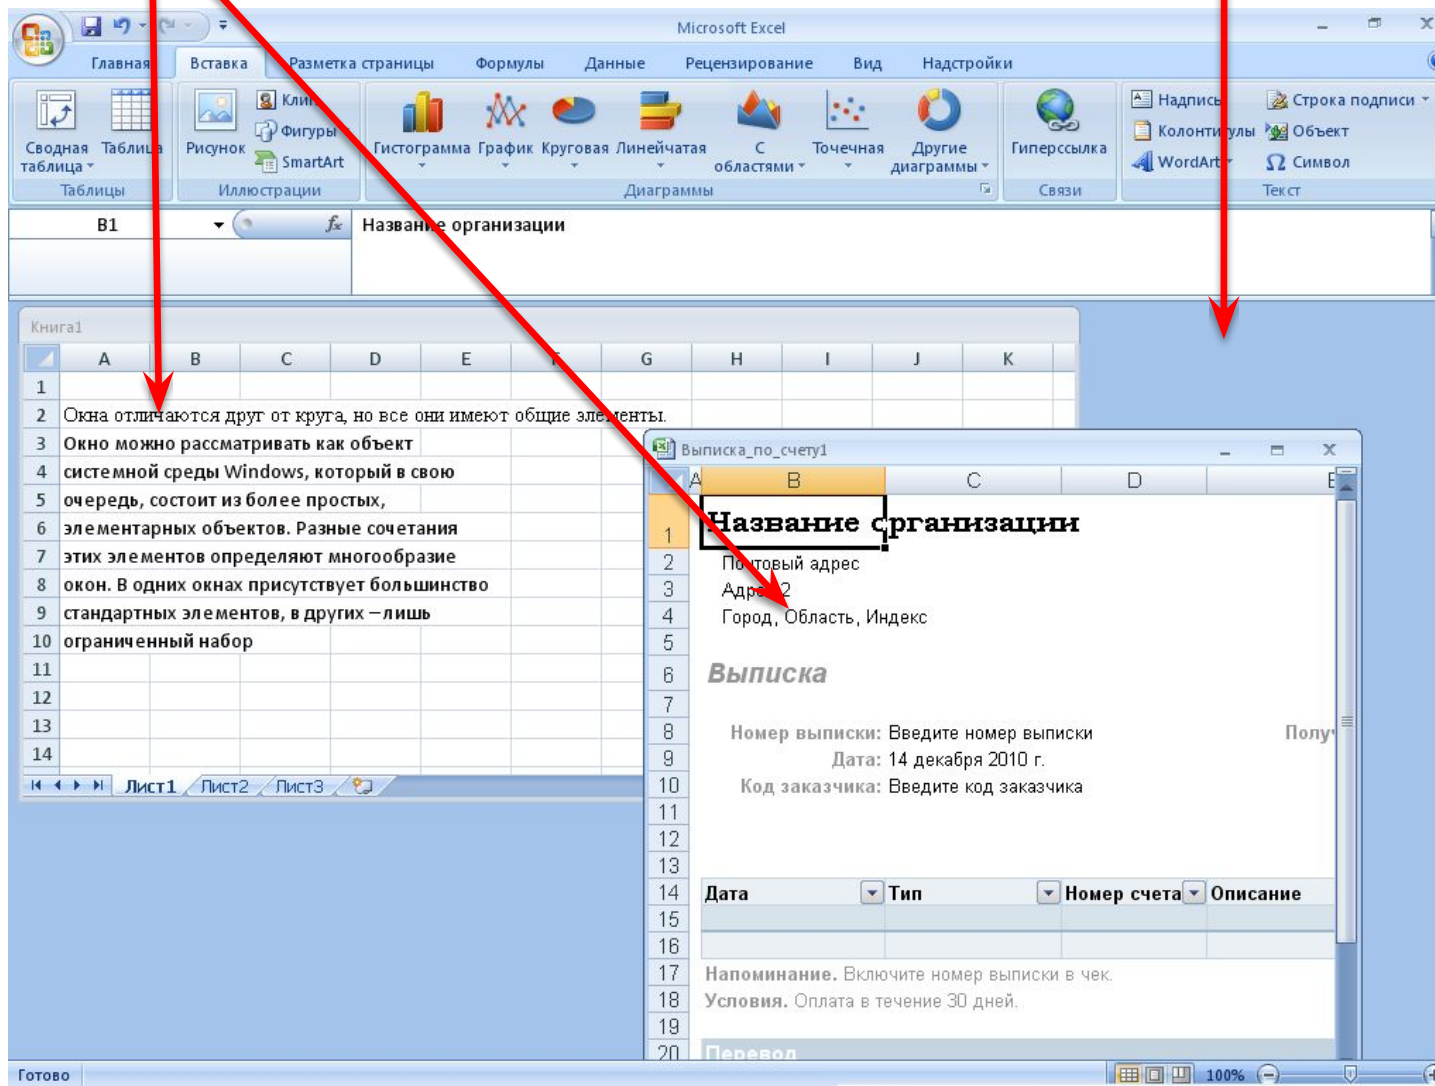 Microsoft Excel
Главная Вставка Разметка страницы Формулы Данные Рецензирование Вид Надстройки
Сводная таблица Таблица Рисунок Клип Фигуры SmartArt Гистограмма График Круговая Линейчатая С областями Точечная Другие диаграммы Гиперссылка Надпись Колонтитулы WordArt Строка подписи Объект Символ
Таблицы Иллюстрации Диаграммы Связи Текст
B1 fx Название организации
Книга1
A B C D E F G H I J K
1
2 Окна отличаются друг от круга, но все они имеют общие элементы.
3 Окно можно рассматривать как объект
4 системной среды Windows, который в свою
5 очередь, состоит из более простых,
6 элементарных объектов. Разные сочетания
7 этих элементов определяют многообразие
8 окон. В одних окнах присутствует большинство
9 стандартных элементов, в других – лишь
10 ограниченный набор
11
12
13
14
Лист1 Лист2 Лист3
Выписка_по_счету1
A B C D E
1 Название организации
2 Почтовый адрес
3 Адрес 2
4 Город, Область, Индекс
5
6 Выписка
7
8 Номер выписки: Введите номер выписки
9 Дата: 14 декабря 2010 г.
10 Код заказчика: Введите код заказчика
11
12
13
14 Дата Тип Номер счета Описание
15
16
17 Напоминание. Включите номер выписки в чек.
18 Условия. Оплата в течение 30 дней.
19
20 Перевод
Готово 100%